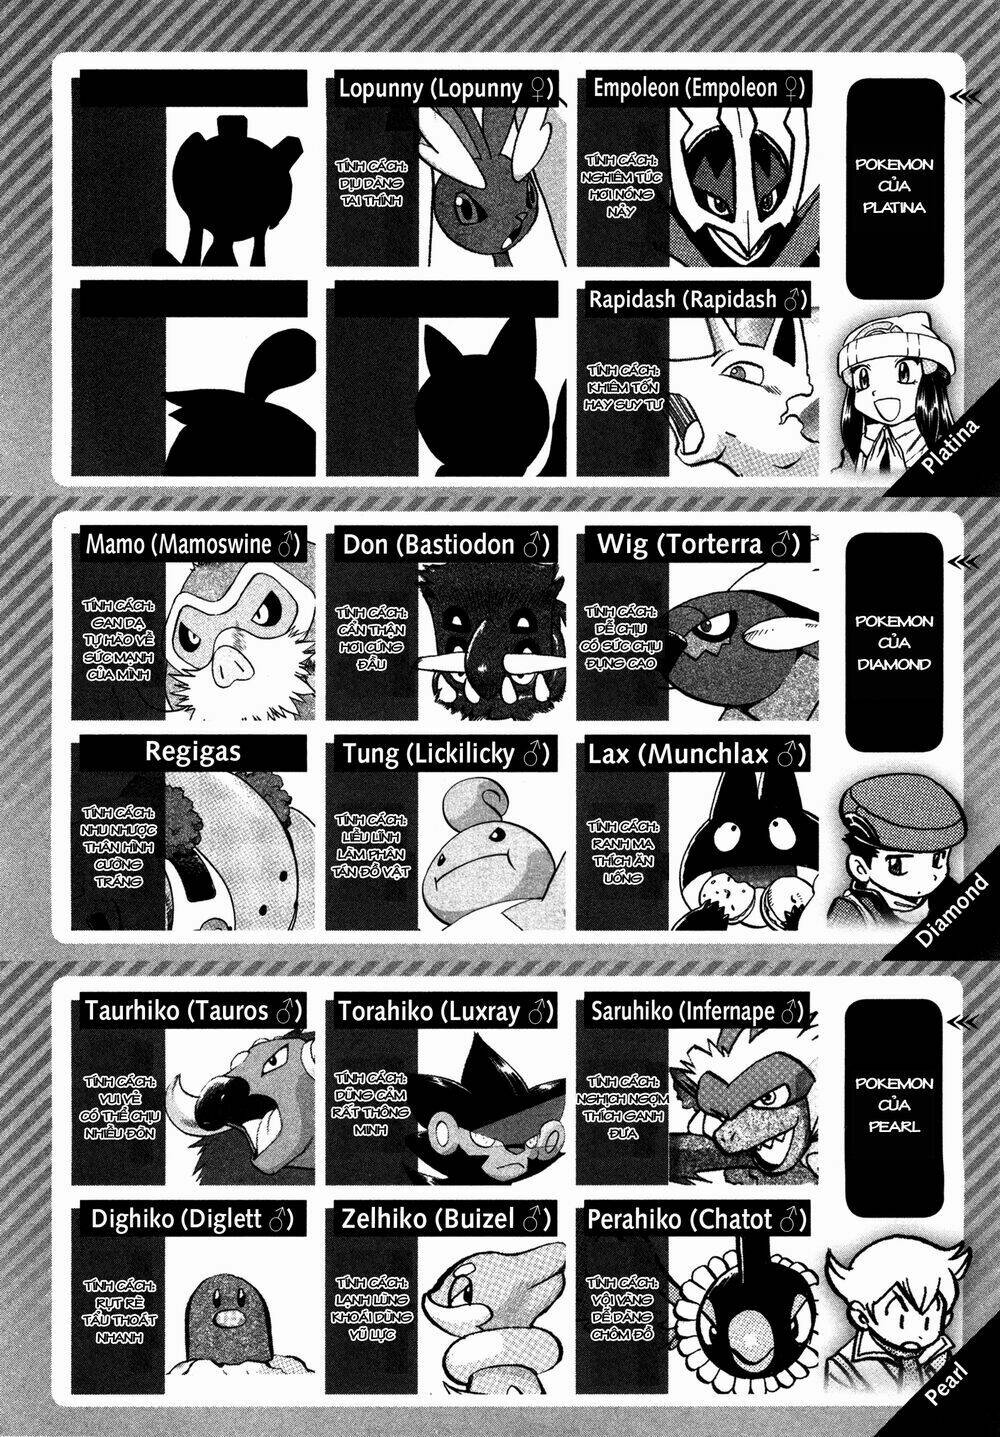 Lopunny (Lopunny ♀)
TÍNH CÁCH:
DỊU DÀNG
TAI THÍNH
Empoleon (Empoleon ♀)
TÍNH CÁCH:
NGHIÊM TÚC
HƠI NÓNG
NẢY
POKEMON
CỦA
PLATINA
Rapidash (Rapidash ♂)
TÍNH CÁCH:
KHIÊM TỐN
HAY SUY TƯ
Platina
Mamo (Mamoswine ♂)
TÍNH CÁCH:
GAN DẠ
TỰ HÀO VỀ
SỨC MẠNH
CỦA MÌNH
Don (Bastiodon ♂)
TÍNH CÁCH:
CẨN THẬN
HƠI CỨNG
ĐẦU
Wig (Torterra ♂)
TÍNH CÁCH:
DỄ CHỊU
CÓ SỨC CHỊU
ĐỰNG CAO
POKEMON
CỦA
DIAMOND
Regigas
TÍNH CÁCH:
NHU NHƯỢC
THÂN HÌNH
CƯỜNG
TRÁNG
Tung (Lickilicky ♂)
TÍNH CÁCH:
LIỀU LĨNH
LÀM PHÂN
TÁN ĐỒ VẬT
Lax (Munchlax ♂)
TÍNH CÁCH:
RANH MA
THÍCH ĂN
UỐNG
Diamond
Taurhiko (Tauros ♂)
TÍNH CÁCH:
VUI VẺ
CÓ THỂ CHỊU
NHIỀU ĐÒN
Torahiko (Luxray ♂)
TÍNH CÁCH:
DŨNG CẢM
RẤT THÔNG
MINH
Saruhiko (Infernape ♂)
TÍNH CÁCH:
NGHỊCH NGỢM
THÍCH GANH
ĐUA
POKEMON
CỦA
PEARL
Dighiko (Diglett ♂)
TÍNH CÁCH:
RỤT RÈ
TẨU THOÁT
NHANH
Zelhiko (Buizel ♂)
TÍNH CÁCH:
LẠNH LÙNG
KHOÁI DÙNG
VŨ LỰC
Perahiko (Chatot ♂)
TÍNH CÁCH:
VỘI VÀNG
DỄ DÀNG
CHÔM ĐỒ
Pearl